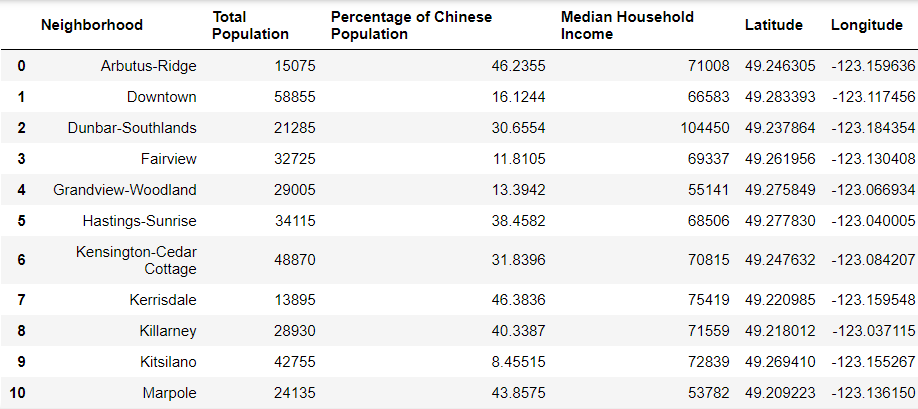 Neighborhood Total Population Percentage of Chinese Population Median Household Income Latitude Longitude
0 Arbutus-Ridge 15075 46.2355 71008 49.246305 -123.159636
1 Downtown 58855 16.1244 66583 49.283393 -123.117456
2 Dunbar-Southlands 21285 30.6554 104450 49.237864 -123.184354
3 Fairview 32725 11.8105 69337 49.261956 -123.130408
4 Grandview-Woodland 29005 13.3942 55141 49.275849 -123.066934
5 Hastings-Sunrise 34115 38.4582 68506 49.277830 -123.040005
6 Kensington-Cedar Cottage 48870 31.8396 70815 49.247632 -123.084207
7 Kerrisdale 13895 46.3836 75419 49.220985 -123.159548
8 Killarney 28930 40.3387 71559 49.218012 -123.037115
9 Kitsilano 42755 8.45515 72839 49.269410 -123.155267
10 Marpole 24135 43.8575 53782 49.209223 -123.136150